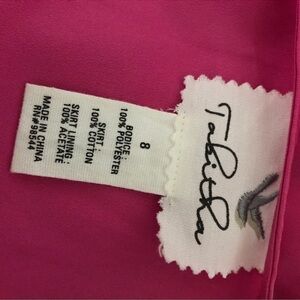 Tabitha
8
BODICE:
100% POLYESTER
SKIRT:
100% COTTON
SKIRT LINING:
100% ACETATE
MADE IN CHINA
RN#98544